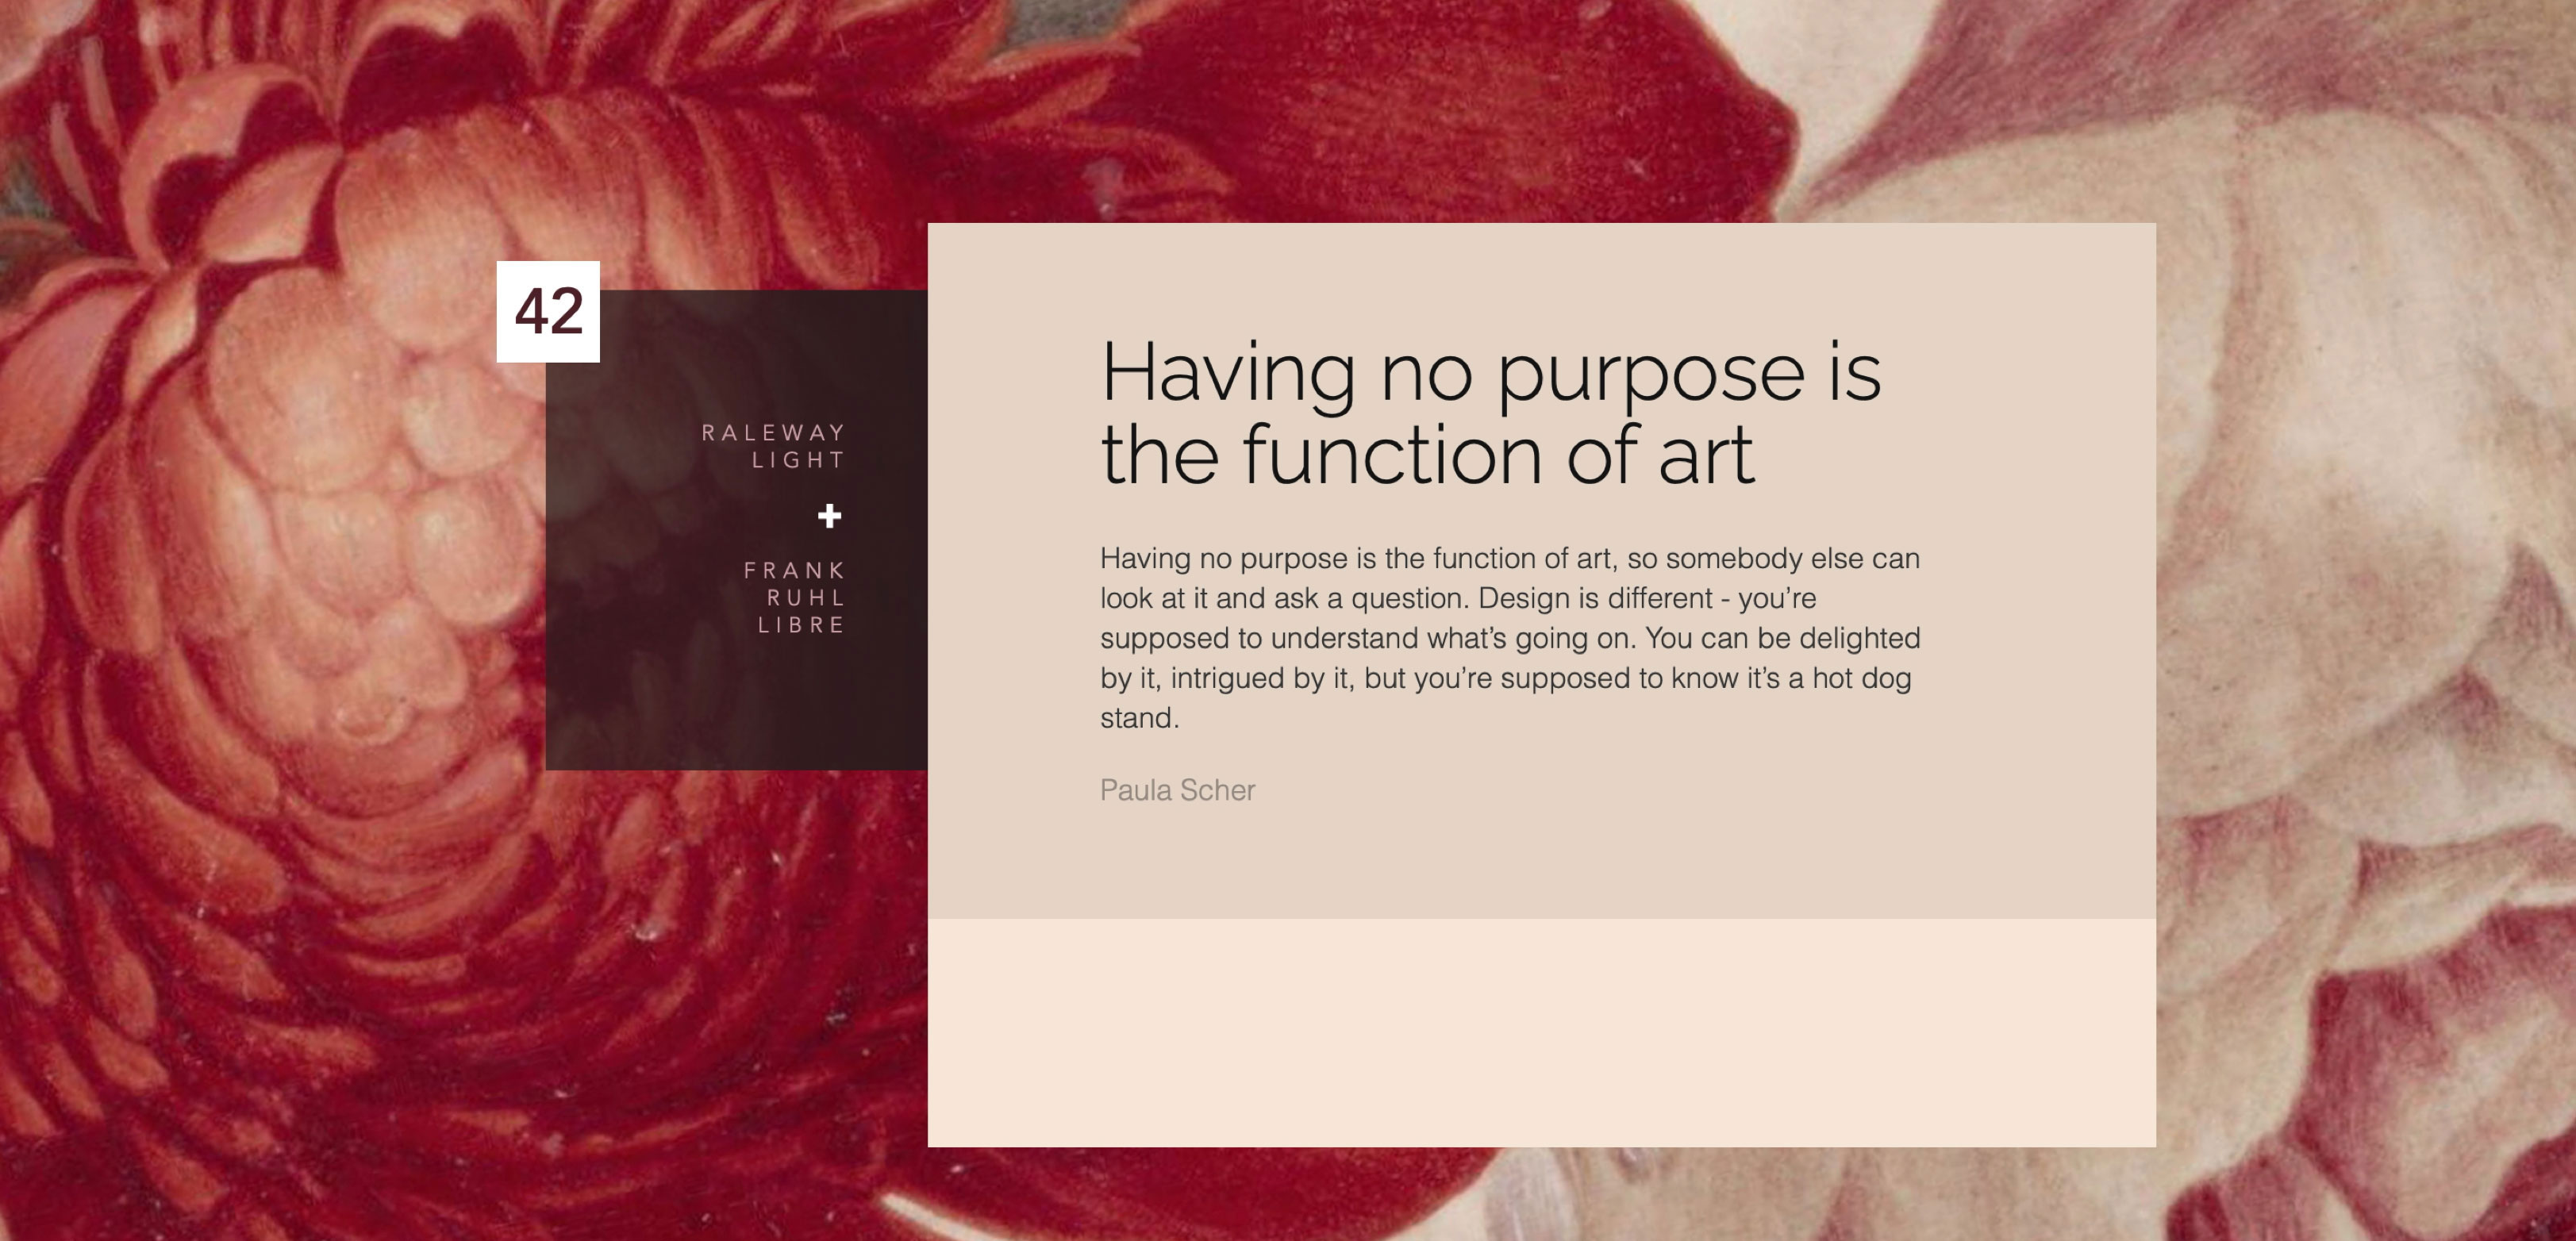 42
RALEWAY
LIGHT
+
FRANK
RUHL
LIBRE
Having no purpose is
the function of art
Having no purpose is the function of art, so somebody else can
look at it and ask a question. Design is different - you’re
supposed to understand what’s going on. You can be delighted
by it, intrigued by it, but you’re supposed to know it’s a hot dog
stand.
Paula Scher